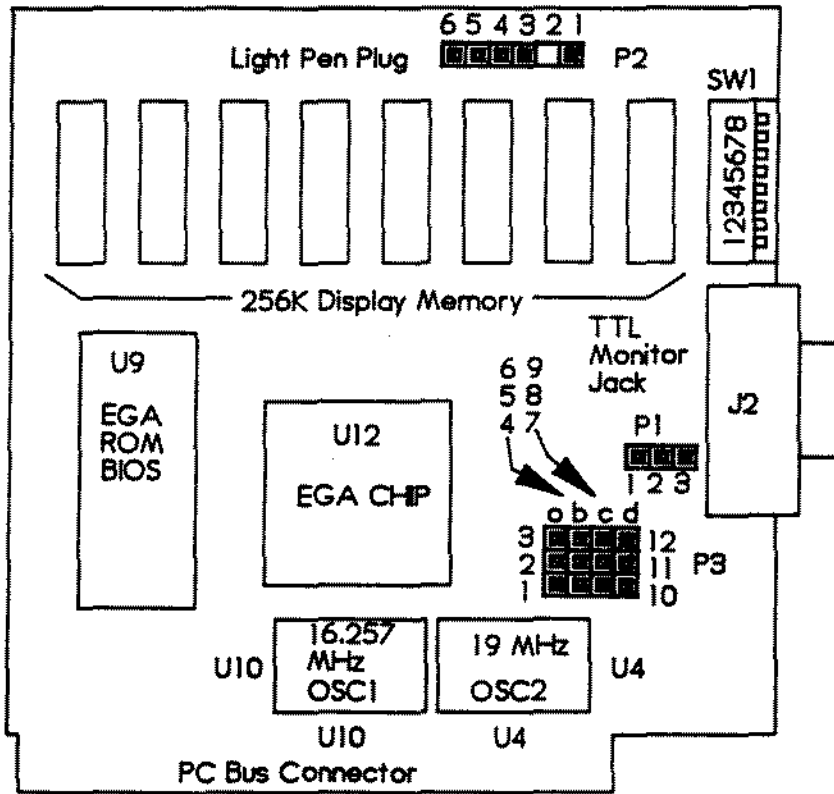 6 5 4 3 2 1
Light Pen Plug
P2
SW1
12345678
256K Display Memory
TTL
Monitor
Jack
J2
U9
EGA
ROM
BIOS
U12
EGA CHIP
6 9
5 8
4 7
P1
1 2 3
a b c d
3
2
1
12
11
10
P3
U10
16.257
MHz
OSC1
19 MHz
OSC2
U4
U10
U4
PC Bus Connector